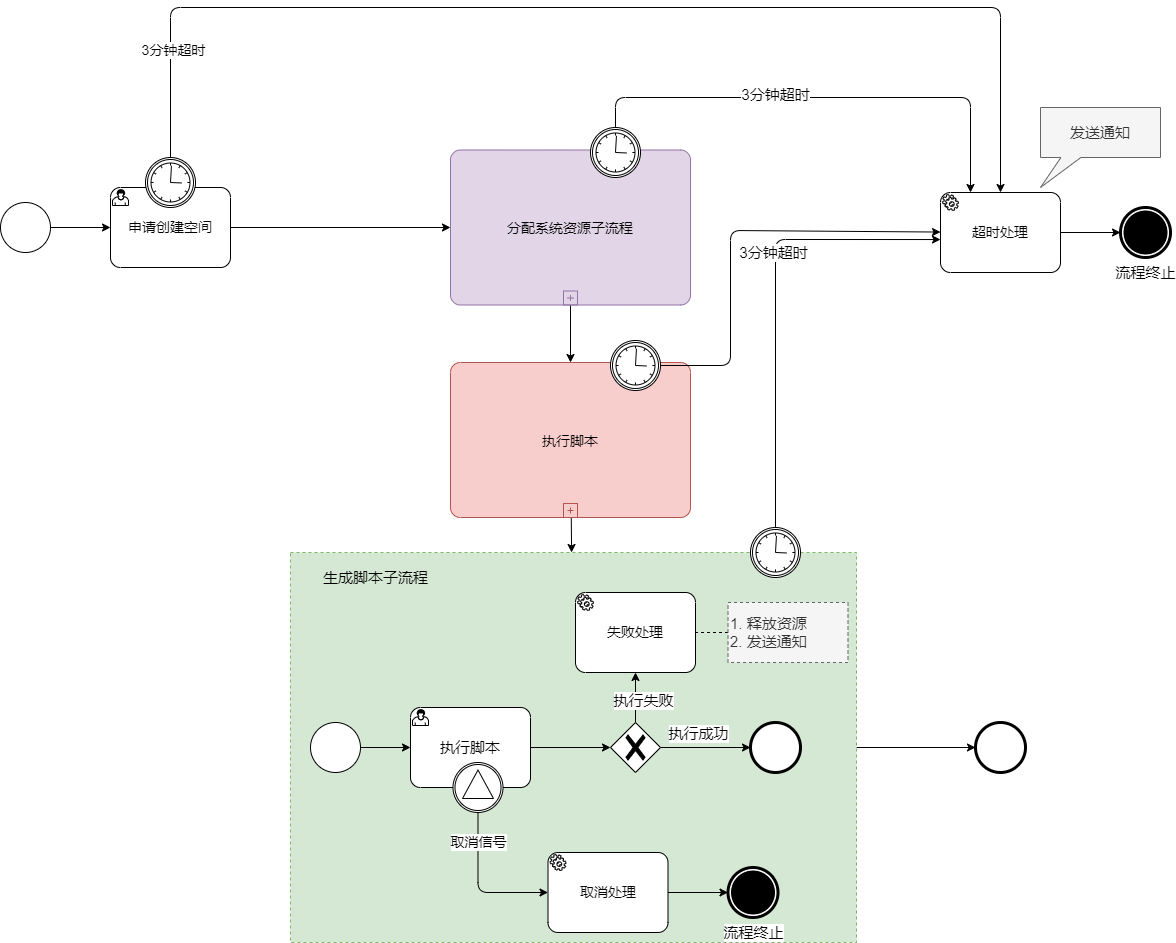 3分钟超时
3分钟超时
发送通知
申请创建空间
分配系统资源子流程
超时处理
3分钟超时
流程终止
执行脚本
生成脚本子流程
失败处理
1. 释放资源
2. 发送通知
执行失败
执行成功
执行脚本
取消信号
取消处理
流程终止